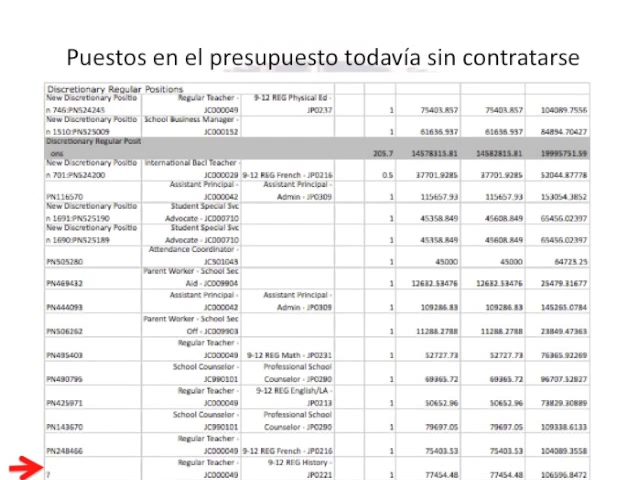 Puestos en el presupuesto todavía sin contratarse
Discretionary Regular Positions
New Discretionary Positio Regular Teacher - 9-12 REG Physical Ed -
n 746:PN524245 JC000049 JP0237 1 75403.857 75403.857 104089.7556
New Discretionary Positio School Business Manager -
n 1510:PN525009 JC000152 1 61636.937 61636.937 84894.70427
Discretionary Regular Posit
ions 205.7 14578315.81 14582815.81 19995751.59
New Discretionary Positio International Bacl Teacher -
n 701:PN524200 JC000029 9-12 REG French - JP0216 0.5 37701.9285 37701.9285 52044.87778
Assistant Principal - Assistant Principal -
PN116570 JC000042 Admin - JP0309 1 115657.93 115657.93 153054.3852
New Discretionary Positio Student Special Svc
n 1691:PN525190 Advocate - JC000710 1 45358.849 45608.849 65456.02397
New Discretionary Positio Student Special Svc
n 1690:PN525189 Advocate - JC000710 1 45358.849 45608.849 65456.02397
Attendance Coordinator -
PN505280 JC501043 1 45000 45000 64723.25
Parent Worker - School Sec
PN469432 Aid - JC009904 1 12632.53476 12632.53476 25479.31677
Assistant Principal - Assistant Principal -
PN444093 JC000042 Admin - JP0309 1 109286.83 109286.83 145265.0784
Parent Worker - School Sec
PN506262 Off - JC009903 1 11288.2788 11288.2788 23849.47363
Regular Teacher -
PN495403 JC000049 9-12 REG Math - JP0231 1 52727.73 52727.73 76365.92269
School Counselor - Professional School
PN490795 JC990101 Counselor - JP0290 1 69365.72 69365.72 96707.52927
Regular Teacher - 9-12 REG English/LA -
PN425971 JC000049 JP0213 1 50652.96 50652.96 73829.30889
School Counselor - Professional School
PN143670 JC990101 Counselor - JP0290 1 79697.05 79697.05 109338.6133
Regular Teacher -
PN248466 JC000049 9-12 REG French - JP0216 1 75403.53 75403.53 104089.3558
Regular Teacher - 9-12 REG History -
7 JC000049 JP0221 1 77454.48 77454.48 106596.8472